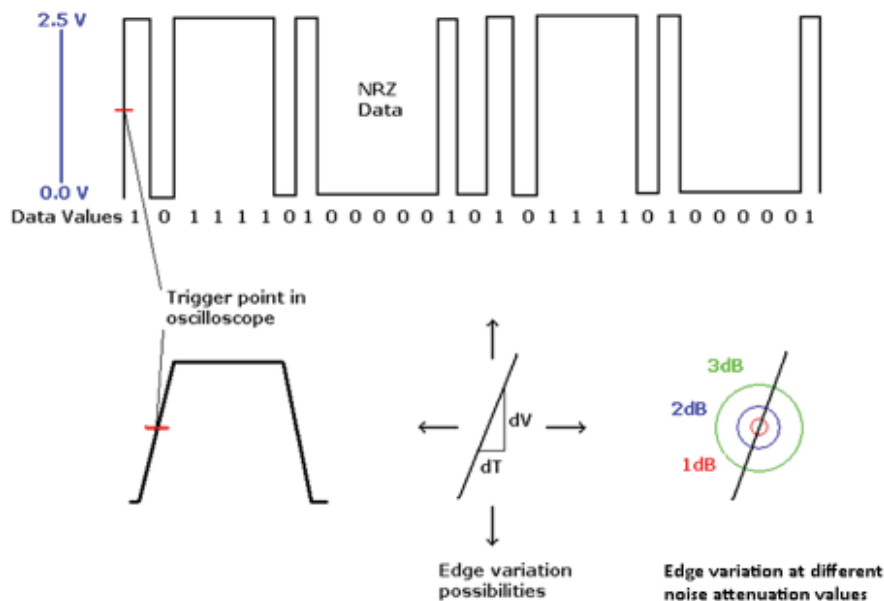 2.5 V
NRZ
Data
0.0 V
Data Values 1 0 1 1 1 1 0 1 0 0 0 0 0 1 0 1 0 1 1 1 1 0 1 0 0 0 0 0 1
Trigger point in
oscilloscope
3dB
2dB
1dB
dV
dT
Edge variation
possibilities
Edge variation at different
noise attenuation values